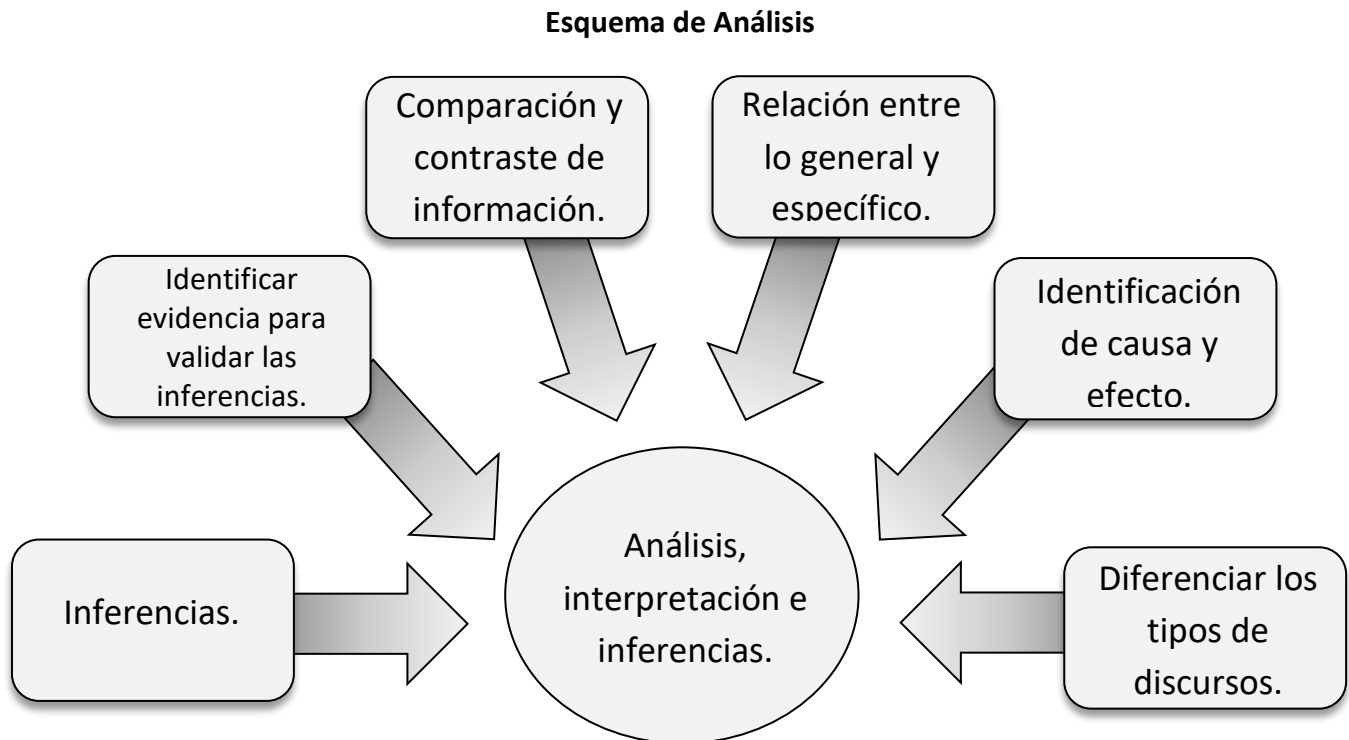 Esquema de Análisis
Comparación y
contraste de
información.
Relación entre
lo general y
específico.
Identificar
evidencia para
validar las
inferencias.
Identificación
de causa y
efecto.
Inferencias.
Análisis,
interpretación e
inferencias.
Diferenciar los
tipos de
discursos.